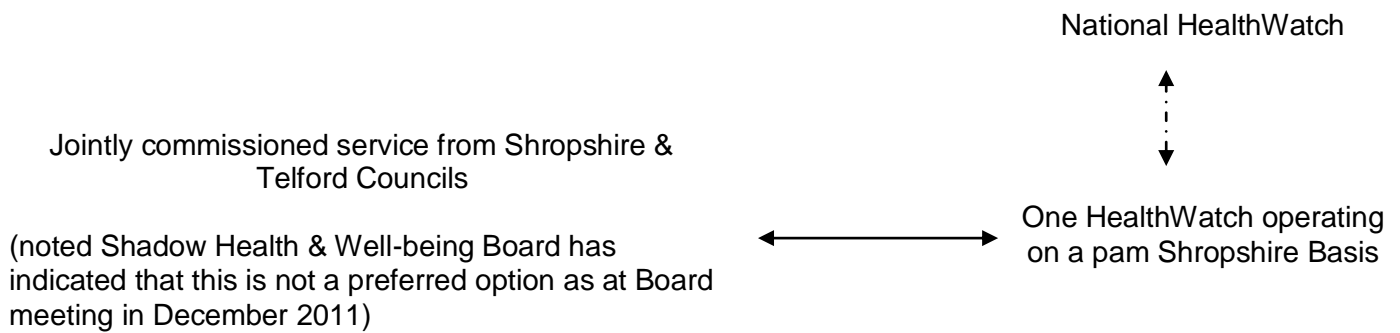 National HealthWatch
Jointly commissioned service from Shropshire &
Telford Councils
(noted Shadow Health & Well-being Board has
indicated that this is not a preferred option as at Board
meeting in December 2011)
One HealthWatch operating
on a pam Shropshire Basis